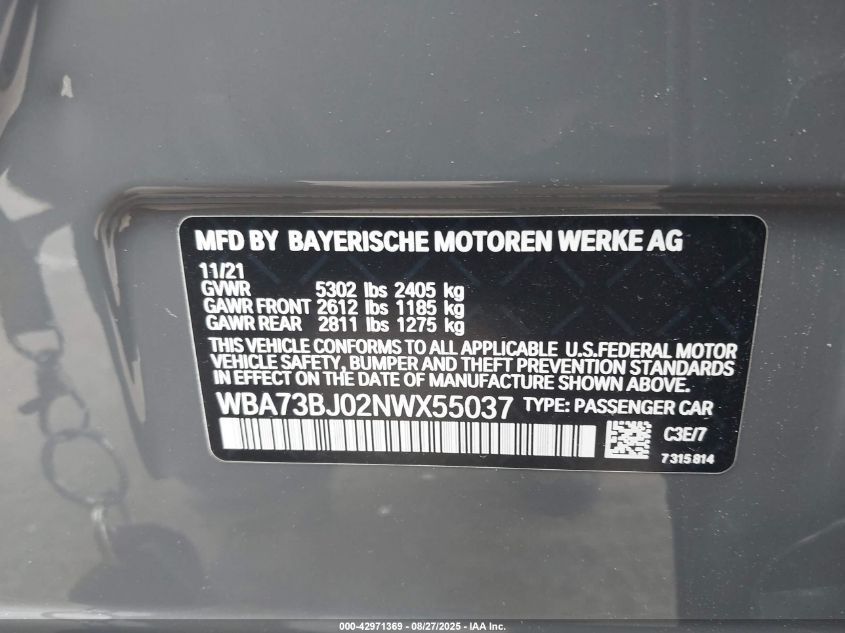 MFD BY BAYERISCHE MOTOREN WERKE AG
11/21
GVWR 5302 lbs 2405 kg
GAWR FRONT 2612 lbs 1185 kg
GAWR REAR 2811 lbs 1275 kg
THIS VEHICLE CONFORMS TO ALL APPLICABLE U.S.FEDERAL MOTOR
VEHICLE SAFETY, BUMPER AND THEFT PREVENTION STANDARDS
IN EFFECT ON THE DATE OF MANUFACTURE SHOWN ABOVE.
WBA73BJ02NWX55037 TYPE: PASSENGER CAR
C3E/7
7315814
000-42971369 - 08/27/2025 - IAA Inc.